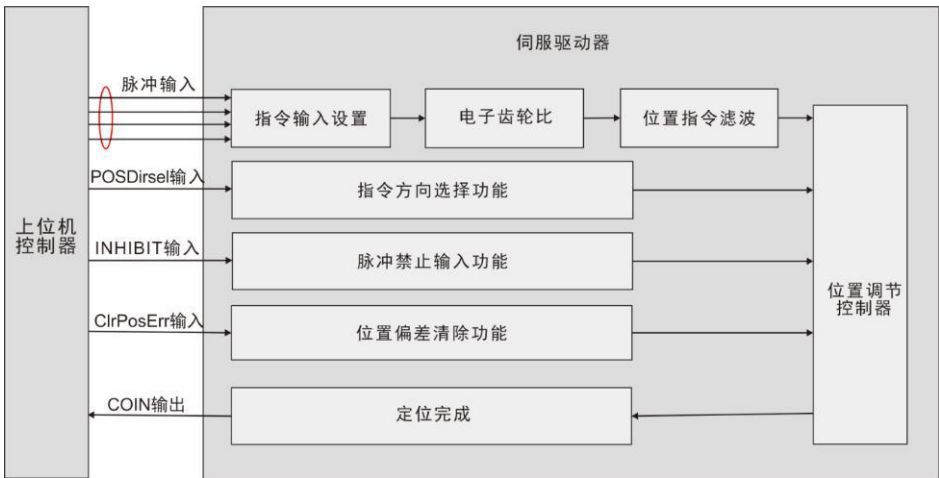 伺服驱动器
脉冲输入
指令输入设置
电子齿轮比
位置指令滤波
POSDirsel输入
指令方向选择功能
上位机
控制器
INHIBIT输入
脉冲禁止输入功能
位置调节
控制器
ClrPosErr输入
位置偏差清除功能
COIN输出
定位完成